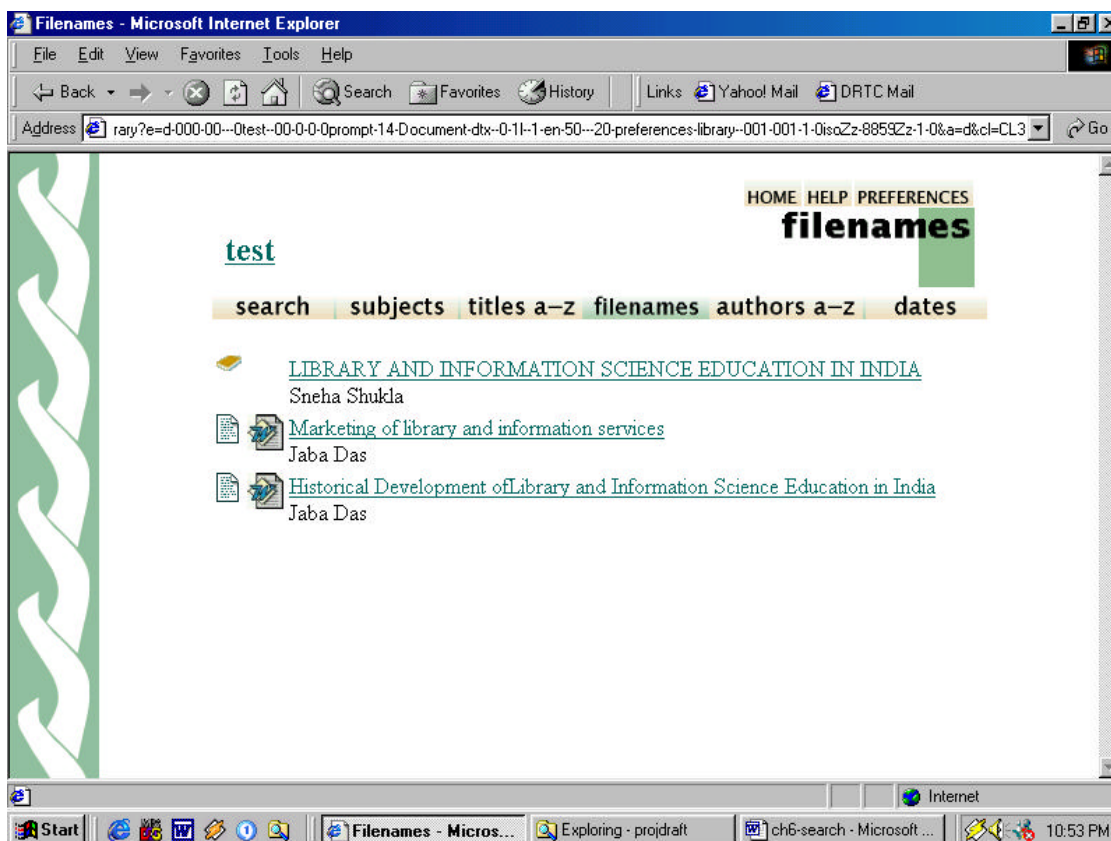 Filenames - Microsoft Internet Explorer
File Edit View Favorites Tools Help
Back Search Favorites History Links Yahoo! Mail DRTC Mail
Address rary?e=d-000-00---0test--00-0-0-0prompt-14-Document-dtx--0-1l--1-en-50---20-preferences-library--001-001-1-0isoZz-8859Zz-1-0&a=d&cl=CL3 Go
HOME HELP PREFERENCES
filenames
test
search subjects titles a–z filenames authors a–z dates
LIBRARY AND INFORMATION SCIENCE EDUCATION IN INDIA
Sneha Shukla
Marketing of library and information services
Jaba Das
Historical Development ofLibrary and Information Science Education in India
Jaba Das
Internet
Start Filenames - Micros... Exploring - projdraft ch6-search - Microsoft ... 10:53 PM